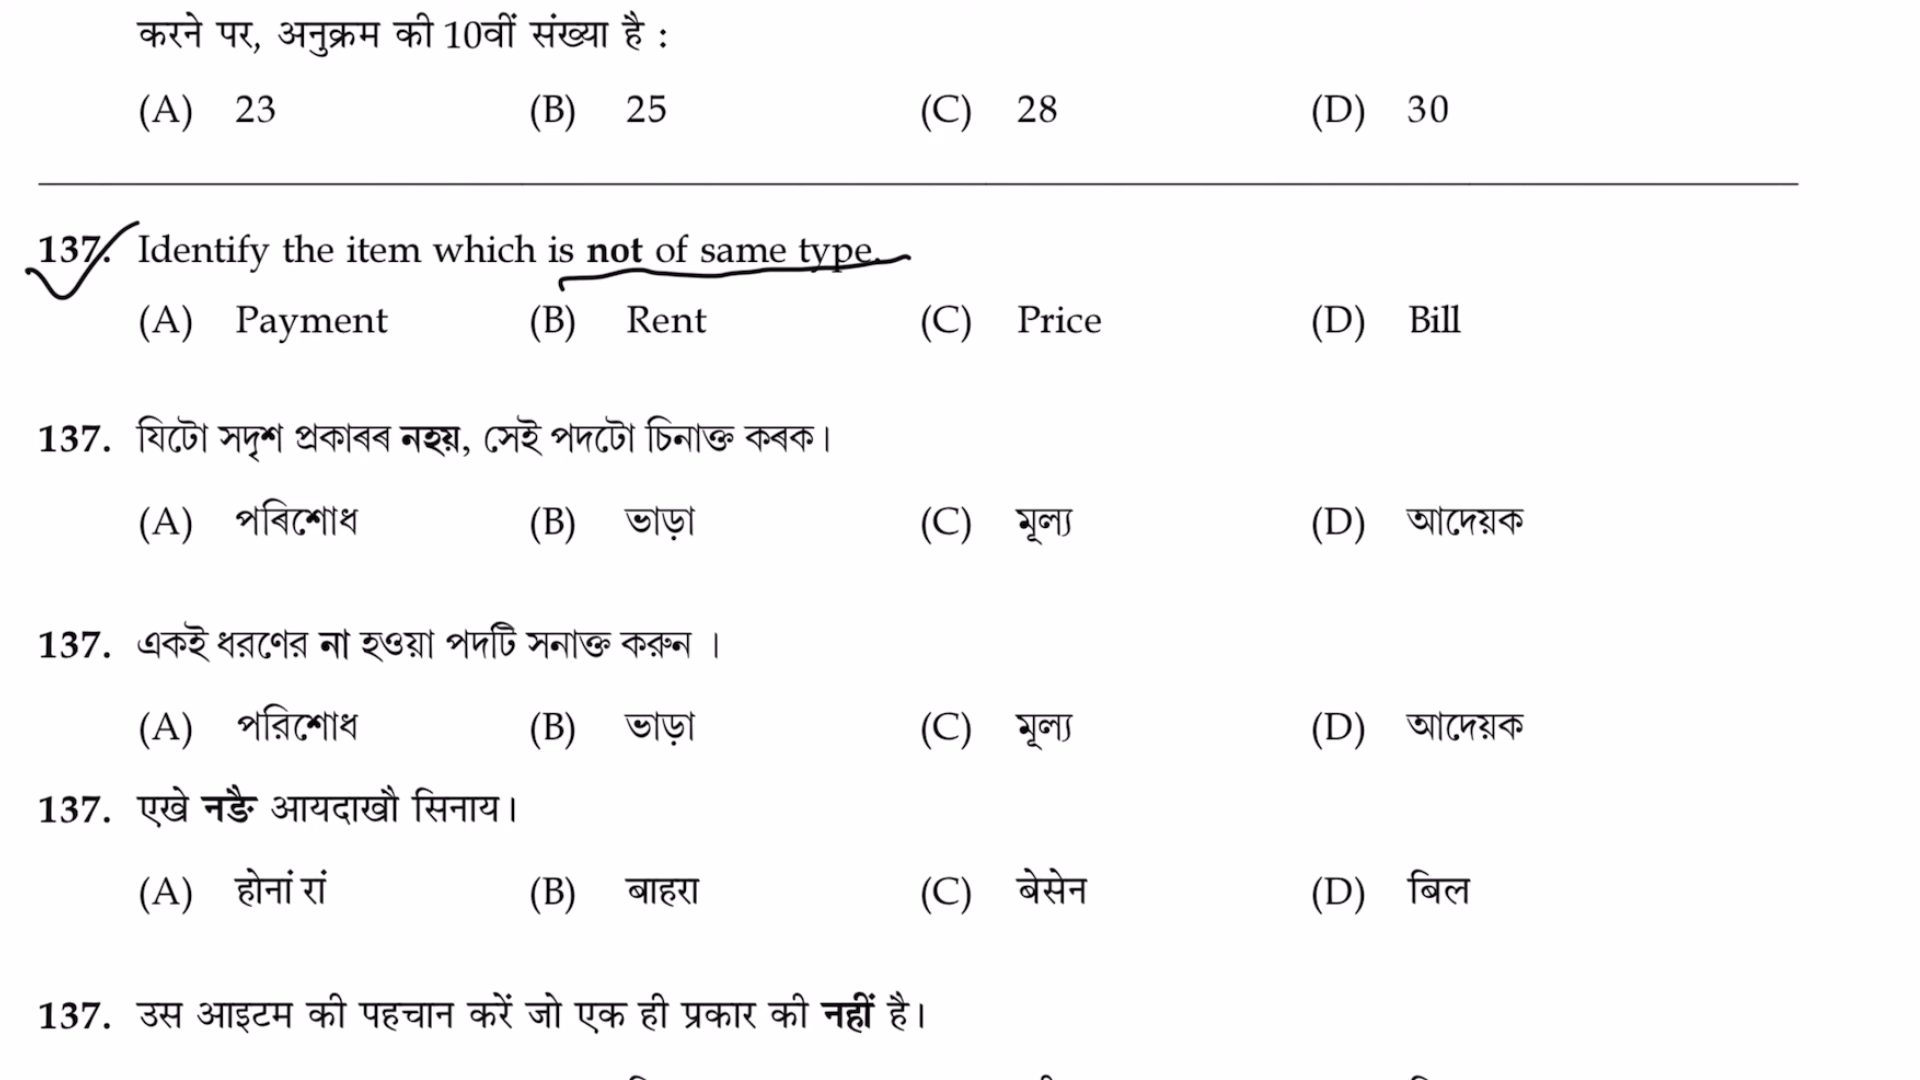 करने पर, अनुक्रम की 10वीं संख्या है :
(A) 23 (B) 25 (C) 28 (D) 30
137. Identify the item which is not of same type.
(A) Payment (B) Rent (C) Price (D) Bill
137. যিটো সদৃশ প্ৰকাৰৰ নহয়, সেই পদটো চিনাক্ত কৰক।
(A) পৰিশোধ (B) ভাড়া (C) মূল্য (D) আদেয়ক
137. একই ধরণের না হওয়া পদটি সনাক্ত করুন ।
(A) পরিশোধ (B) ভাড়া (C) মূল্য (D) আদেয়ক
137. एखे नङै आयदाखौ सिनाय।
(A) होनां रां (B) बाहरा (C) बेसेन (D) बिल
137. उस आइटम की पहचान करें जो एक ही प्रकार की नहीं है।